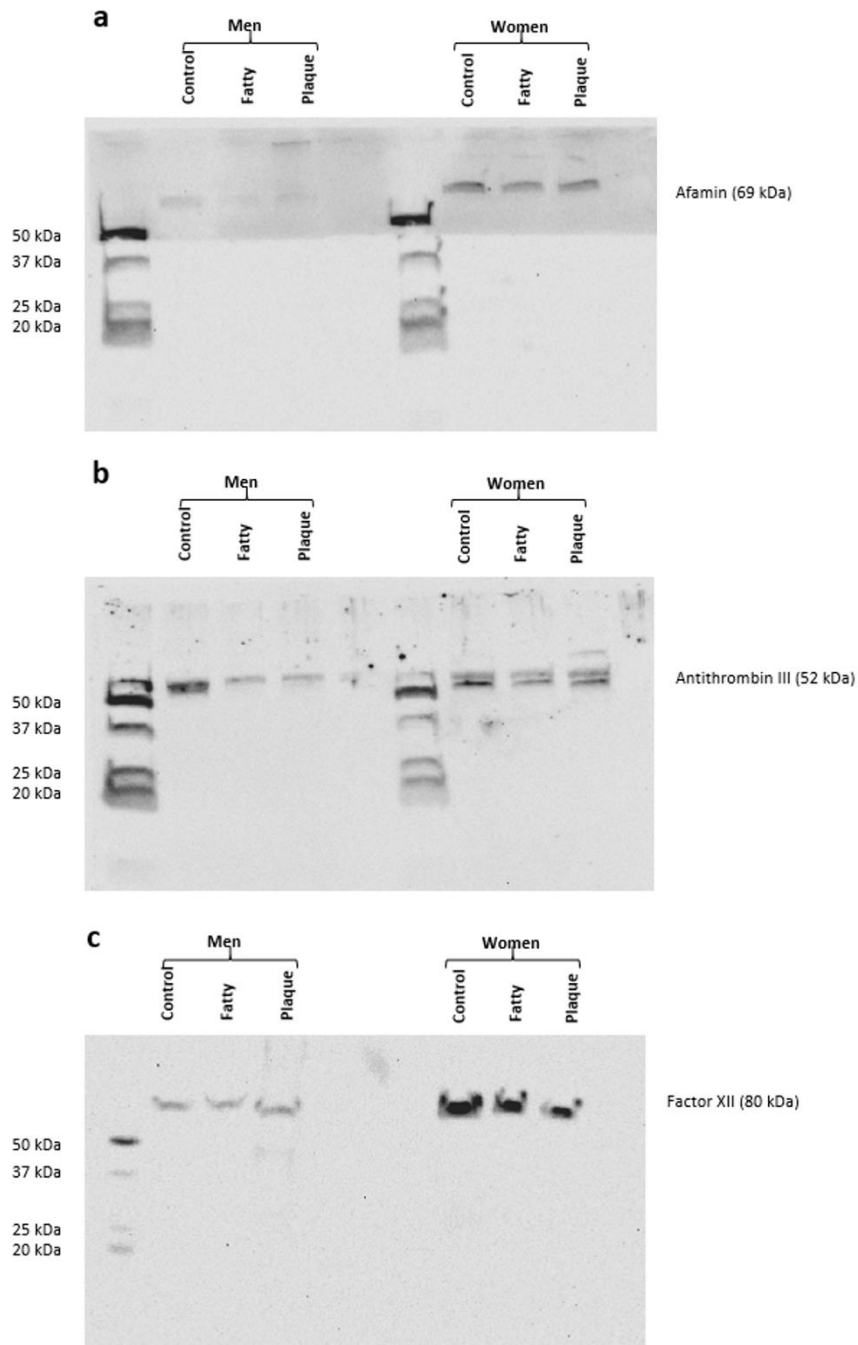 a
Men
Women
Control
Fatty
Plaque
Control
Fatty
Plaque
Afamin (69 kDa)
50 kDa
37 kDa
25 kDa
20 kDa
b
Men
Women
Control
Fatty
Plaque
Control
Fatty
Plaque
Antithrombin III (52 kDa)
50 kDa
37 kDa
25 kDa
20 kDa
c
Men
Women
Control
Fatty
Plaque
Control
Fatty
Plaque
Factor XII (80 kDa)
50 kDa
37 kDa
25 kDa
20 kDa